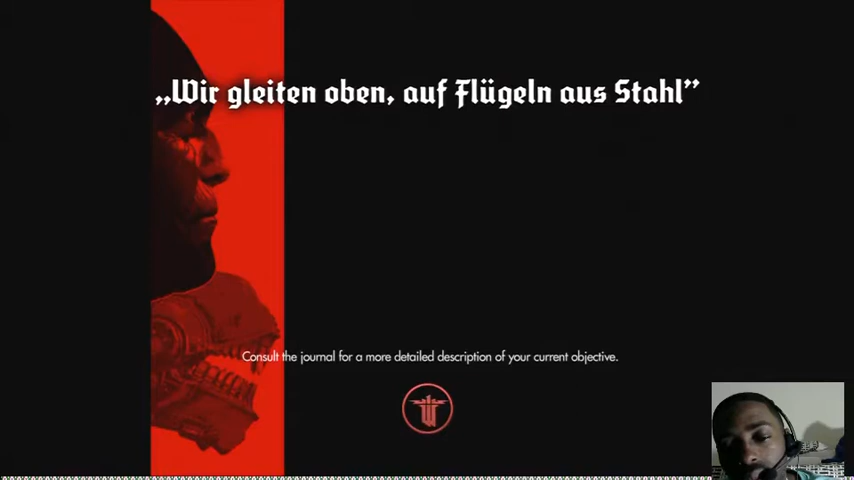 „Wir gleiten oben, auf Flügeln aus Stahl”
Consult the journal for a more detailed description of your current objective.
W